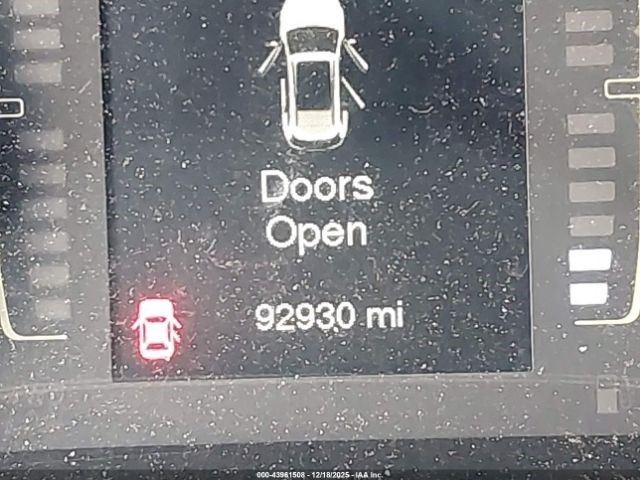 Doors
Open
92930 mi
000-43961508 - 12/18/2025 - IAA Inc.